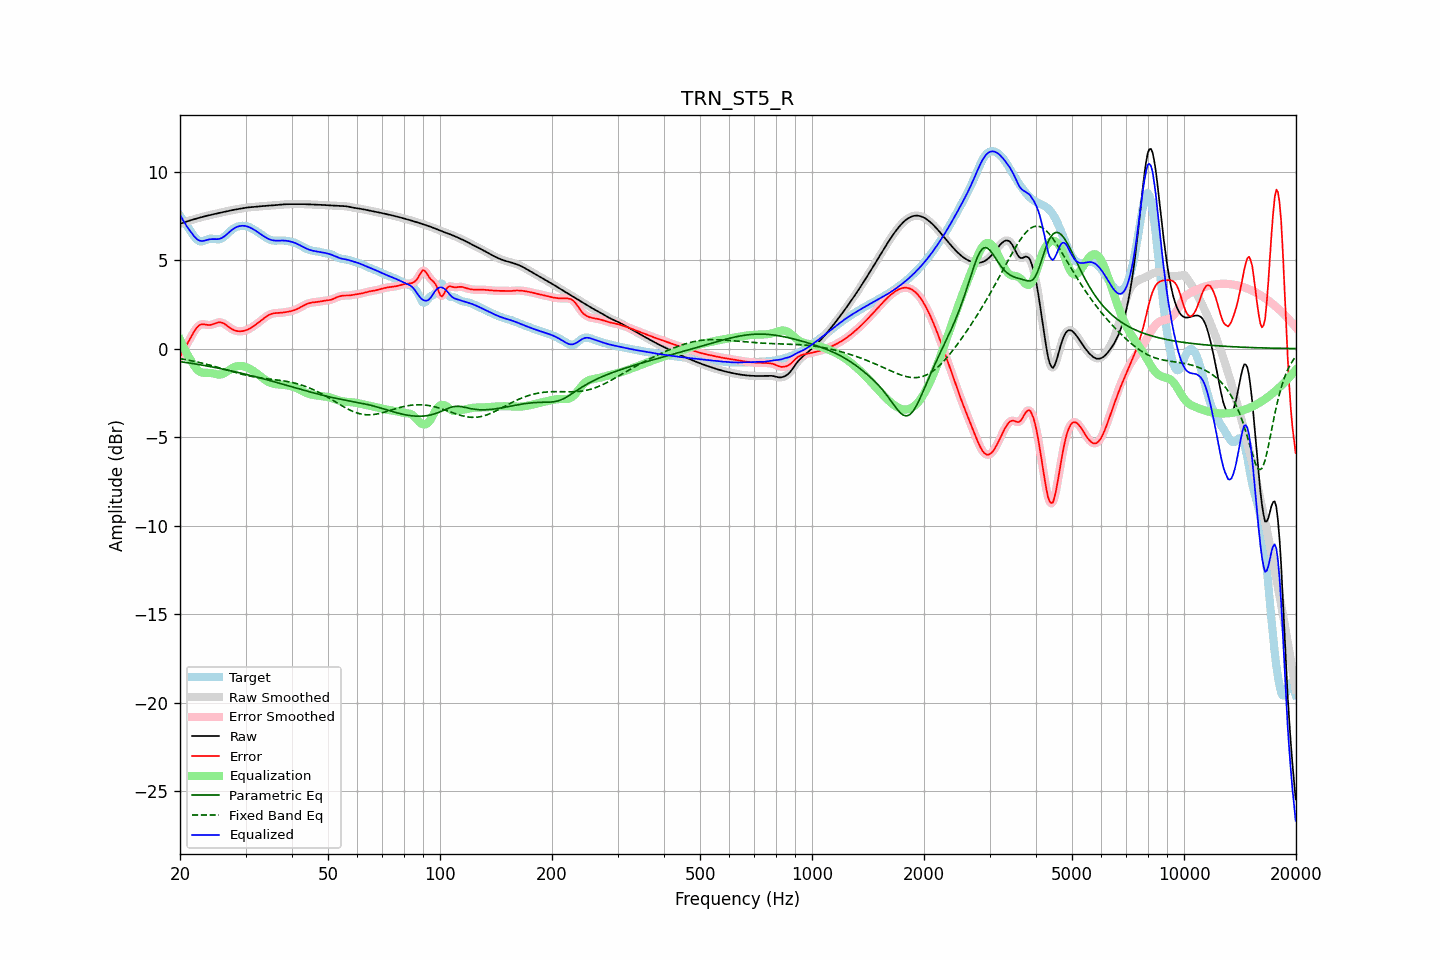 TRN_ST5_R
Amplitude (dBr)
10
5
0
−5
−10
−15
−20
−25
Target
Raw Smoothed
Error Smoothed
Raw
Error
Equalization
Parametric Eq
Fixed Band Eq
Equalized
20 50 100 200 500 1000 2000 5000 10000 20000
Frequency (Hz)